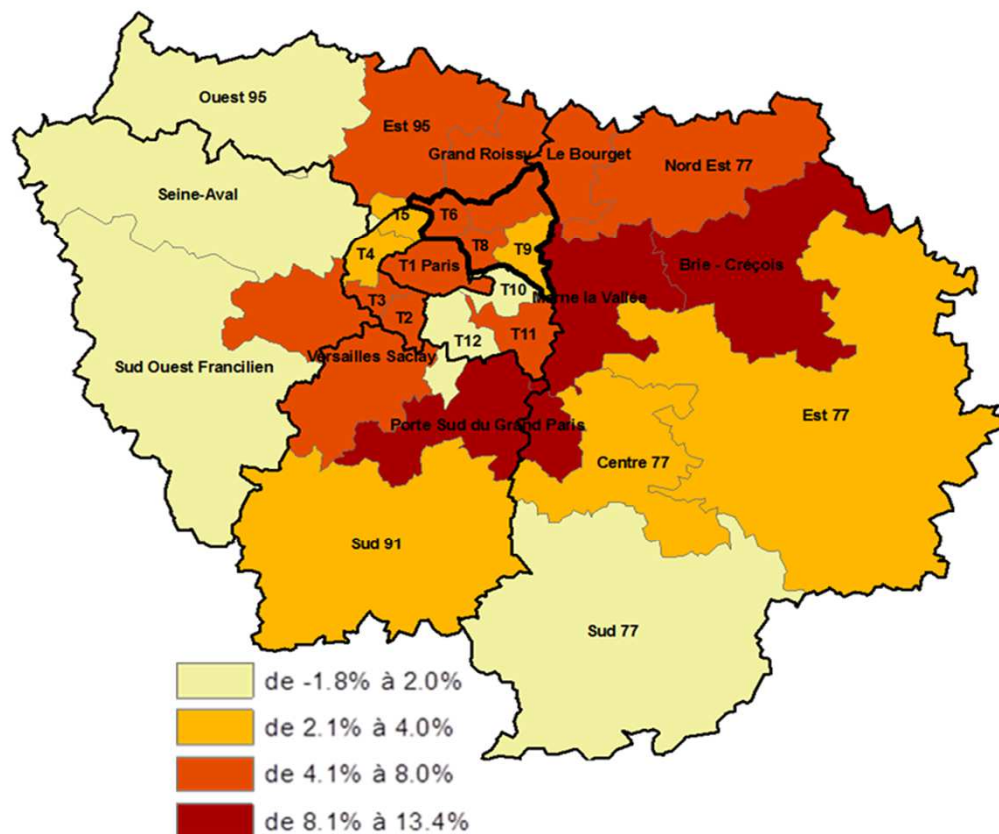 Ouest 95
Est 95
Grand Roissy - Le Bourget
Nord Est 77
Seine-Aval
T5
T6
T4
T8
T9
T1 Paris
Brie - Créçois
T10
Marne la Vallée
T3
T2
T11
T12
Versailles Saclay
Sud Ouest Francilien
Porte Sud du Grand Paris
Est 77
Centre 77
Sud 91
Sud 77
de -1.8% à 2.0%
de 2.1% à 4.0%
de 4.1% à 8.0%
de 8.1% à 13.4%